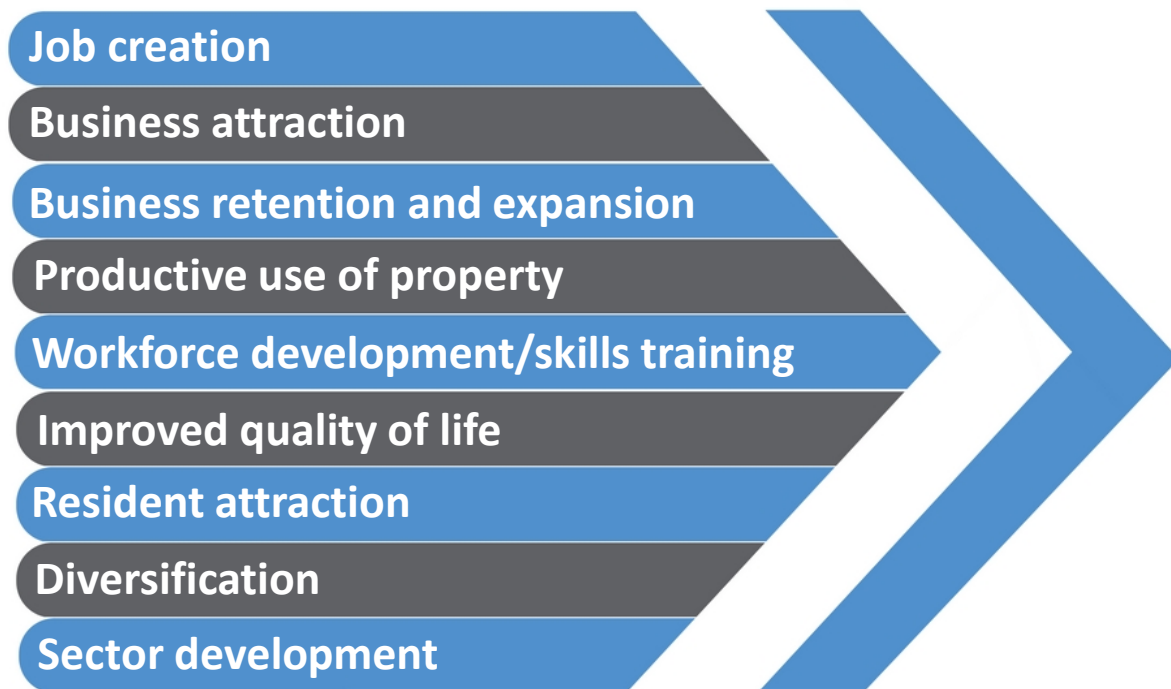 Job creation
Business attraction
Business retention and expansion
Productive use of property
Workforce development/skills training
Improved quality of life
Resident attraction
Diversification
Sector development